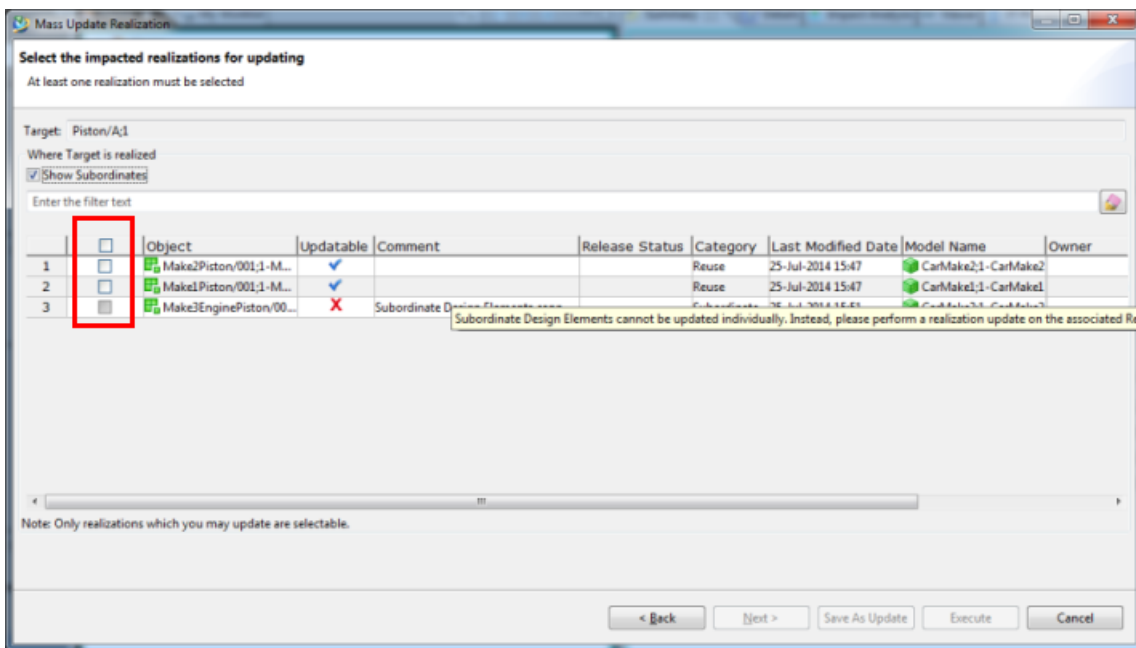 Mass Update Realization
Select the impacted realizations for updating
At least one realization must be selected
Target: Piston/A;1
Where Target is realized
Show Subordinates
Enter the filter text
Object Updatable Comment Release Status Category Last Modified Date Model Name Owner
1 Make2Piston/001;1-M... Reuse 25-Jul-2014 15:47 CarMake2;1-CarMake2
2 Make1Piston/001;1-M... Reuse 25-Jul-2014 15:47 CarMake1;1-CarMake1
3 Make3EnginePiston/00... Subordinate
Subordinate Design Elements cannot be updated individually. Instead, please perform a realization update on the associated Re
Note: Only realizations which you may update are selectable.
< Back Next > Save As Update Execute Cancel